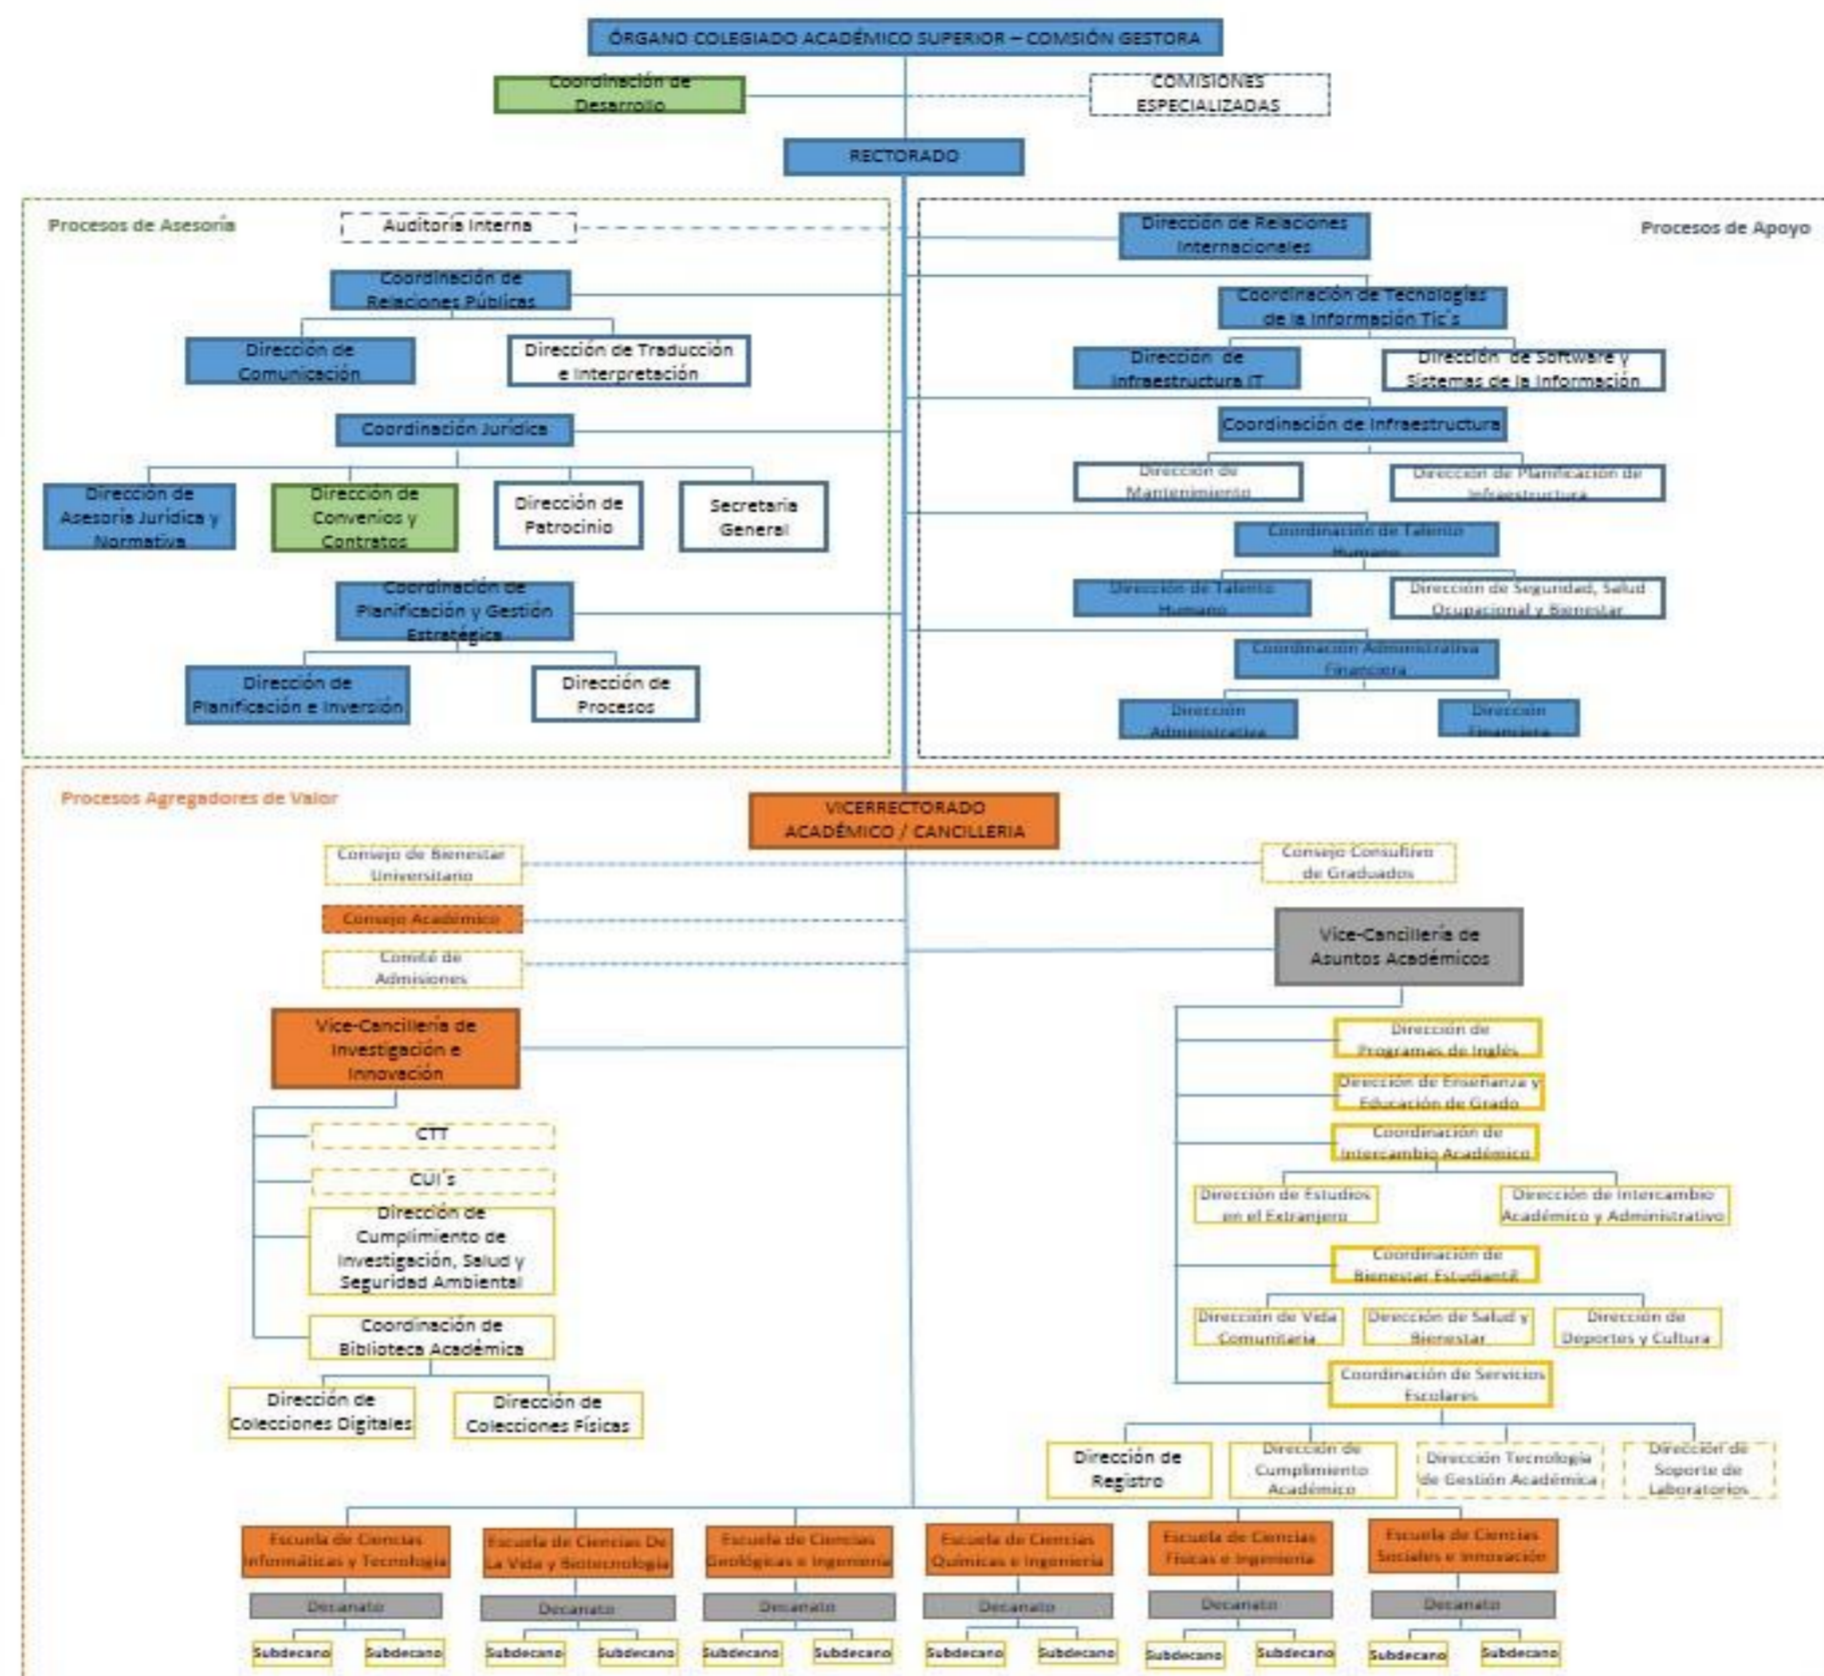 ÓRGANO COLEGIADO ACADÉMICO SUPERIOR – COMSIÓN GESTORA
Coordinación de
Desarrollo
COMISIONES
ESPECIALIZADAS
RECTORADO
Procesos de Asesoría
Auditoría Interna
Coordinación de
Relaciones Públicas
Dirección de
Comunicación
Dirección de Traducción
e Interpretación
Coordinación Jurídica
Dirección de
Asesoría Jurídica y
Normativa
Dirección de
Convenios y
Contratos
Dirección de
Patrocinio
Secretaría
General
Coordinación de
Planificación y Gestión
Estratégica
Dirección de
Planificación e Inversión
Dirección de
Procesos
Procesos de Apoyo
Dirección de Relaciones
Internacionales
Coordinación de Tecnologías
de la Información Tic´s
Dirección de
Infraestructura IT
Dirección de Software y
Sistemas de la Información
Coordinación de Infraestructura
Dirección de
Mantenimiento
Dirección de Planificación de
Infraestructura
Coordinación de Talento
Humano
Dirección de Talento
Humano
Dirección de Seguridad, Salud
Ocupacional y Bienestar
Coordinación Administrativa
Financiera
Dirección
Administrativa
Dirección
Financiera
Procesos Agregadores de Valor
VICERRECTORADO
ACADÉMICO / CANCILLERIA
Consejo de Bienestar
Universitario
Consejo Consultivo
de Graduados
Consejo Académico
Comité de
Admisiones
Vice-Cancillería de
Asuntos Académicos
Vice-Cancillería de
Investigación e
Innovación
CTT
CUI´s
Dirección de
Cumplimiento de
Investigación, Salud y
Seguridad Ambiental
Coordinación de
Biblioteca Académica
Dirección de
Colecciones Digitales
Dirección de
Colecciones Físicas
Dirección de
Programas de Inglés
Dirección de Enseñanza y
Educación de Grado
Coordinación de
Intercambio Académico
Dirección de Estudios
en el Extranjero
Dirección de Intercambio
Académico y Administrativo
Coordinación de
Bienestar Estudiantil
Dirección de Vida
Comunitaria
Dirección de Salud y
Bienestar
Dirección de
Deportes y Cultura
Coordinación de Servicios
Escolares
Dirección de
Registro
Dirección de
Cumplimiento
Académico
Dirección Tecnología
de Gestión Académica
Dirección de
Soporte de
Laboratorios
Escuela de Ciencias
Informáticas y Tecnología
Escuela de Ciencias De
La Vida y Biotecnología
Escuela de Ciencias
Geológicas e Ingeniería
Escuela de Ciencias
Químicas e Ingeniería
Escuela de Ciencias
Físicas e Ingeniería
Escuela de Ciencias
Sociales e Innovación
Decanato
Decanato
Decanato
Decanato
Decanato
Decanato
Subdecano
Subdecano
Subdecano
Subdecano
Subdecano
Subdecano
Subdecano
Subdecano
Subdecano
Subdecano
Subdecano
Subdecano